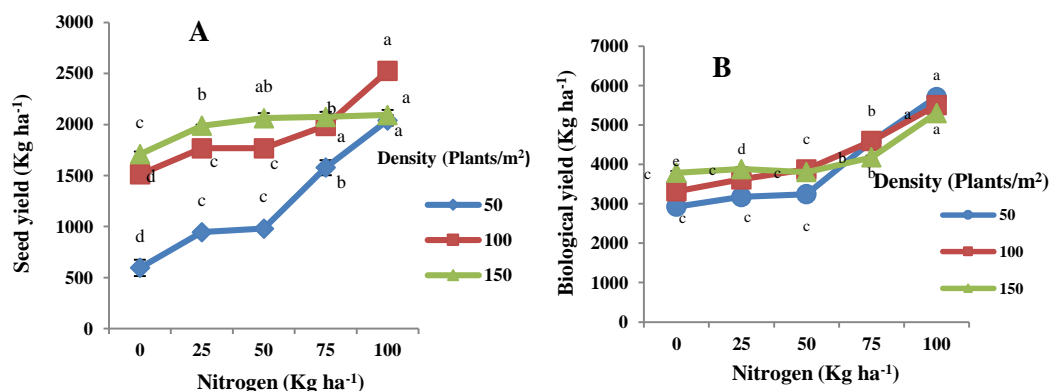 A
Seed yield (Kg ha-1)
3000
2500
2000
1500
1000
500
0
a
b
ab
c
b
a
a
a
d
c
c
b
c
c
d
Density (Plants/m²)
50
100
150
0 25 50 75 100
Nitrogen (Kg ha-1)
B
Biological yield (Kg ha-1)
7000
6000
5000
4000
3000
2000
1000
0
a
b
a
a
c
d
e
b
c
c
c
b
c
c
c
Density (Plants/m²)
50
100
150
0 25 50 75 100
Nitrogen (Kg ha-1)